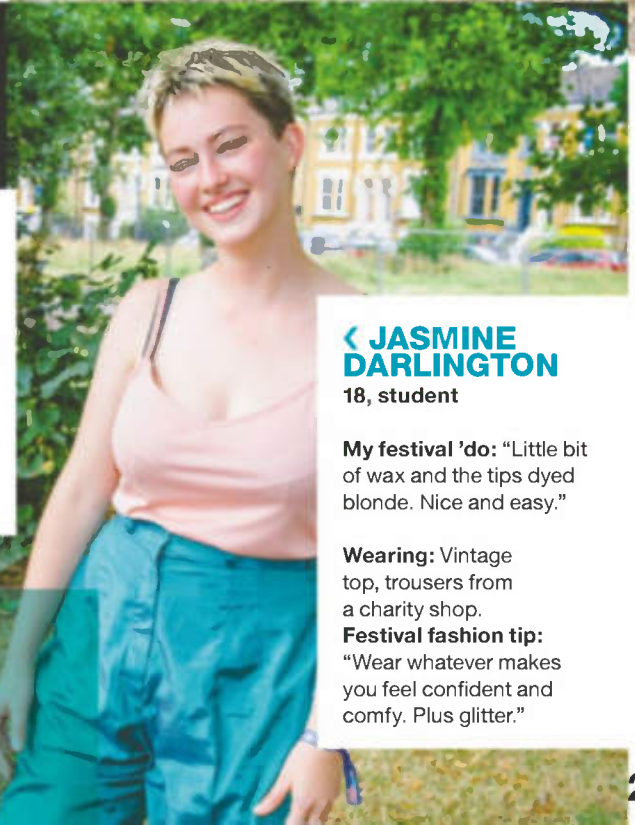 ‹ JASMINE
DARLINGTON
18, student
My festival ’do: “Little bit
of wax and the tips dyed
blonde. Nice and easy.”
Wearing: Vintage
top, trousers from
a charity shop.
Festival fashion tip:
“Wear whatever makes
you feel confident and
comfy. Plus glitter.”